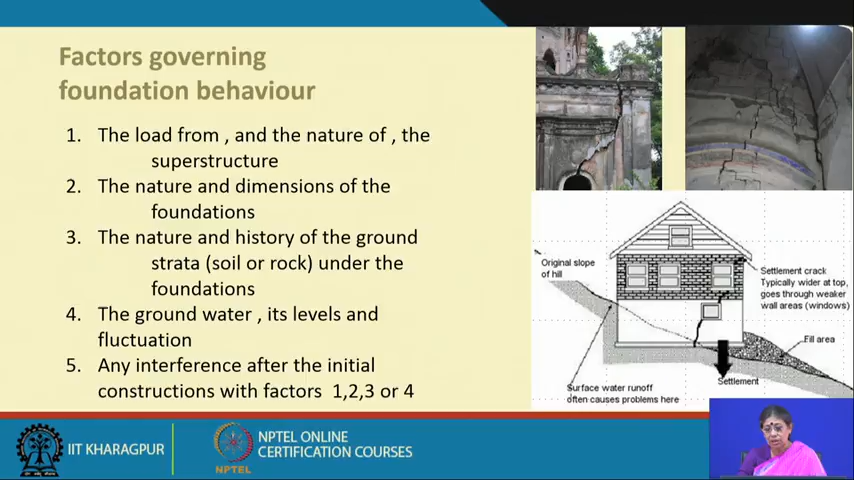 Factors governing
foundation behaviour
1. The load from , and the nature of , the
superstructure
2. The nature and dimensions of the
foundations
3. The nature and history of the ground
strata (soil or rock) under the
foundations
4. The ground water , its levels and
fluctuation
5. Any interference after the initial
constructions with factors 1,2,3 or 4
Original slope
of hill
Settlement crack
Typically wider at top,
goes through weaker
wall areas (windows)
Fill area
Settlement
Surface water runoff
often causes problems here
IIT KHARAGPUR
NPTEL
NPTEL ONLINE
CERTIFICATION COURSES